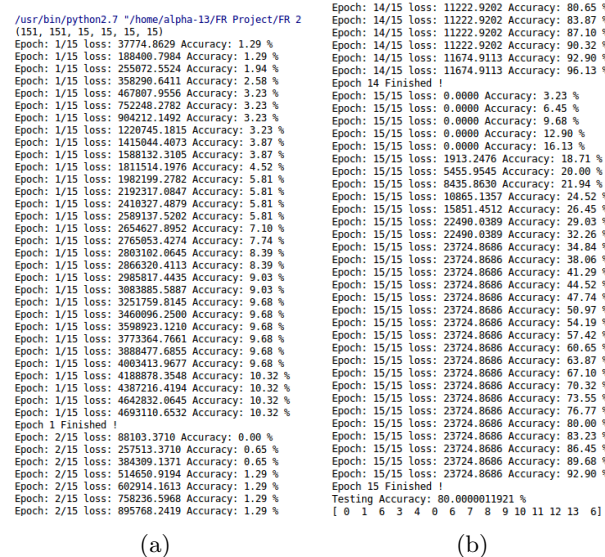 /usr/bin/python2.7 "/home/alpha-13/FR Project/FR 2
(151, 151, 15, 15, 15, 15)
Epoch: 1/15 loss: 37774.8629 Accuracy: 1.29 %
Epoch: 1/15 loss: 188400.7984 Accuracy: 1.29 %
Epoch: 1/15 loss: 255072.5524 Accuracy: 1.94 %
Epoch: 1/15 loss: 358290.6411 Accuracy: 2.58 %
Epoch: 1/15 loss: 467807.9556 Accuracy: 3.23 %
Epoch: 1/15 loss: 752248.2782 Accuracy: 3.23 %
Epoch: 1/15 loss: 904212.1492 Accuracy: 3.23 %
Epoch: 1/15 loss: 1220745.1815 Accuracy: 3.23 %
Epoch: 1/15 loss: 1415044.4073 Accuracy: 3.87 %
Epoch: 1/15 loss: 1588132.3105 Accuracy: 3.87 %
Epoch: 1/15 loss: 1811514.1976 Accuracy: 4.52 %
Epoch: 1/15 loss: 1982199.2782 Accuracy: 5.81 %
Epoch: 1/15 loss: 2192317.0847 Accuracy: 5.81 %
Epoch: 1/15 loss: 2410327.4879 Accuracy: 5.81 %
Epoch: 1/15 loss: 2589137.5202 Accuracy: 5.81 %
Epoch: 1/15 loss: 2654627.8952 Accuracy: 7.10 %
Epoch: 1/15 loss: 2765053.4274 Accuracy: 7.74 %
Epoch: 1/15 loss: 2803102.0645 Accuracy: 8.39 %
Epoch: 1/15 loss: 2866320.4113 Accuracy: 8.39 %
Epoch: 1/15 loss: 2985817.4435 Accuracy: 9.03 %
Epoch: 1/15 loss: 3083885.5887 Accuracy: 9.03 %
Epoch: 1/15 loss: 3251759.8145 Accuracy: 9.68 %
Epoch: 1/15 loss: 3460096.2500 Accuracy: 9.68 %
Epoch: 1/15 loss: 3598923.1210 Accuracy: 9.68 %
Epoch: 1/15 loss: 3773364.7661 Accuracy: 9.68 %
Epoch: 1/15 loss: 3888477.6855 Accuracy: 9.68 %
Epoch: 1/15 loss: 4003413.9677 Accuracy: 9.68 %
Epoch: 1/15 loss: 4188878.3548 Accuracy: 10.32 %
Epoch: 1/15 loss: 4387216.4194 Accuracy: 10.32 %
Epoch: 1/15 loss: 4642832.0645 Accuracy: 10.32 %
Epoch: 1/15 loss: 4693110.6532 Accuracy: 10.32 %
Epoch 1 Finished !
Epoch: 2/15 loss: 88103.3710 Accuracy: 0.00 %
Epoch: 2/15 loss: 257513.3710 Accuracy: 0.65 %
Epoch: 2/15 loss: 384309.1371 Accuracy: 0.65 %
Epoch: 2/15 loss: 514650.9194 Accuracy: 1.29 %
Epoch: 2/15 loss: 602914.1613 Accuracy: 1.29 %
Epoch: 2/15 loss: 758236.5968 Accuracy: 1.29 %
Epoch: 2/15 loss: 895768.2419 Accuracy: 1.29 %
(a)
Epoch: 14/15 loss: 11222.9202 Accuracy: 80.65 %
Epoch: 14/15 loss: 11222.9202 Accuracy: 83.87 %
Epoch: 14/15 loss: 11222.9202 Accuracy: 87.10 %
Epoch: 14/15 loss: 11222.9202 Accuracy: 90.32 %
Epoch: 14/15 loss: 11674.9113 Accuracy: 92.90 %
Epoch: 14/15 loss: 11674.9113 Accuracy: 96.13 %
Epoch 14 Finished !
Epoch: 15/15 loss: 0.0000 Accuracy: 3.23 %
Epoch: 15/15 loss: 0.0000 Accuracy: 6.45 %
Epoch: 15/15 loss: 0.0000 Accuracy: 9.68 %
Epoch: 15/15 loss: 0.0000 Accuracy: 12.90 %
Epoch: 15/15 loss: 0.0000 Accuracy: 16.13 %
Epoch: 15/15 loss: 1913.2476 Accuracy: 18.71 %
Epoch: 15/15 loss: 5455.9545 Accuracy: 20.00 %
Epoch: 15/15 loss: 8435.8630 Accuracy: 21.94 %
Epoch: 15/15 loss: 10865.1357 Accuracy: 24.52 %
Epoch: 15/15 loss: 15851.4512 Accuracy: 26.45 %
Epoch: 15/15 loss: 22490.0389 Accuracy: 29.03 %
Epoch: 15/15 loss: 22490.0389 Accuracy: 32.26 %
Epoch: 15/15 loss: 23724.8686 Accuracy: 34.84 %
Epoch: 15/15 loss: 23724.8686 Accuracy: 38.06 %
Epoch: 15/15 loss: 23724.8686 Accuracy: 41.29 %
Epoch: 15/15 loss: 23724.8686 Accuracy: 44.52 %
Epoch: 15/15 loss: 23724.8686 Accuracy: 47.74 %
Epoch: 15/15 loss: 23724.8686 Accuracy: 50.97 %
Epoch: 15/15 loss: 23724.8686 Accuracy: 54.19 %
Epoch: 15/15 loss: 23724.8686 Accuracy: 57.42 %
Epoch: 15/15 loss: 23724.8686 Accuracy: 60.65 %
Epoch: 15/15 loss: 23724.8686 Accuracy: 63.87 %
Epoch: 15/15 loss: 23724.8686 Accuracy: 67.10 %
Epoch: 15/15 loss: 23724.8686 Accuracy: 70.32 %
Epoch: 15/15 loss: 23724.8686 Accuracy: 73.55 %
Epoch: 15/15 loss: 23724.8686 Accuracy: 76.77 %
Epoch: 15/15 loss: 23724.8686 Accuracy: 80.00 %
Epoch: 15/15 loss: 23724.8686 Accuracy: 83.23 %
Epoch: 15/15 loss: 23724.8686 Accuracy: 86.45 %
Epoch: 15/15 loss: 23724.8686 Accuracy: 89.68 %
Epoch: 15/15 loss: 23724.8686 Accuracy: 92.90 %
Epoch 15 Finished !
Testing Accuracy: 80.0000011921 %
[ 0 1 6 3 4 0 6 7 8 9 10 11 12 13 6]
(b)